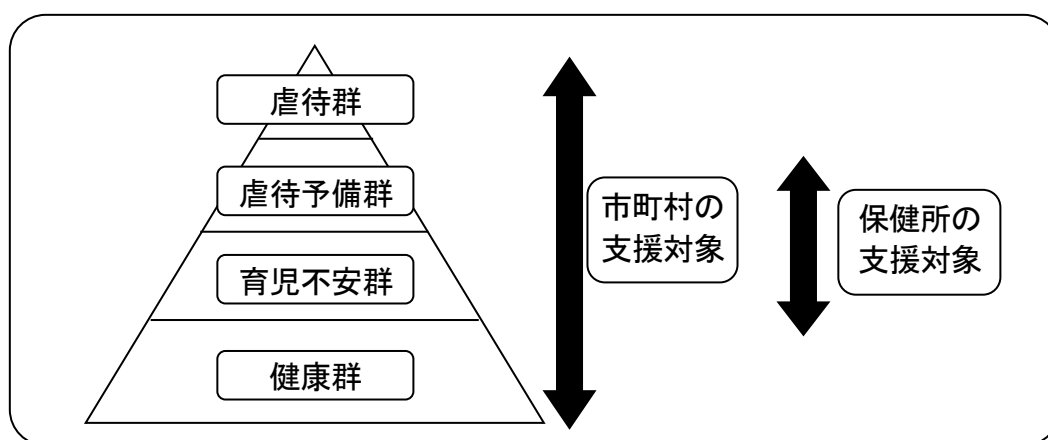 虐待群
虐待予備群
育児不安群
健康群
市町村の
支援対象
保健所の
支援対象